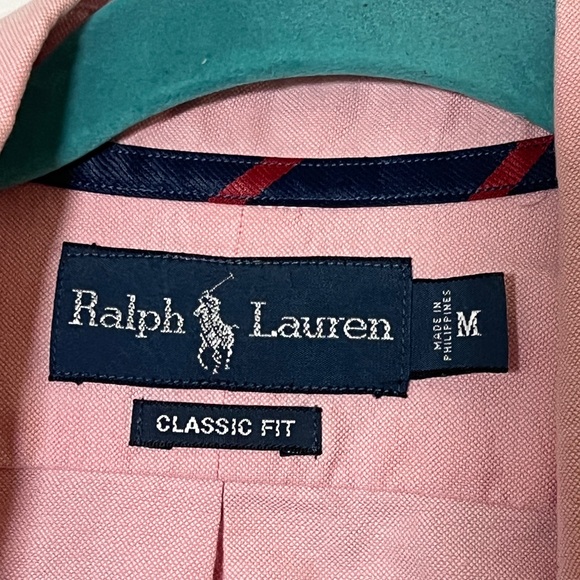 Ralph Lauren
MADE IN
PHILIPPINES
M
CLASSIC FIT